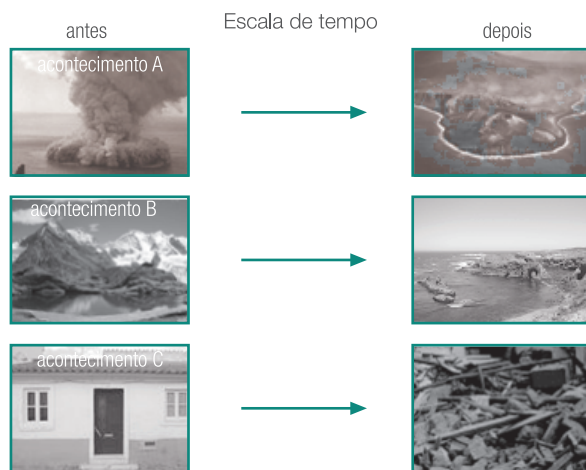 Escala de tempo
antes
depois
acontecimento A
acontecimento B
acontecimento C